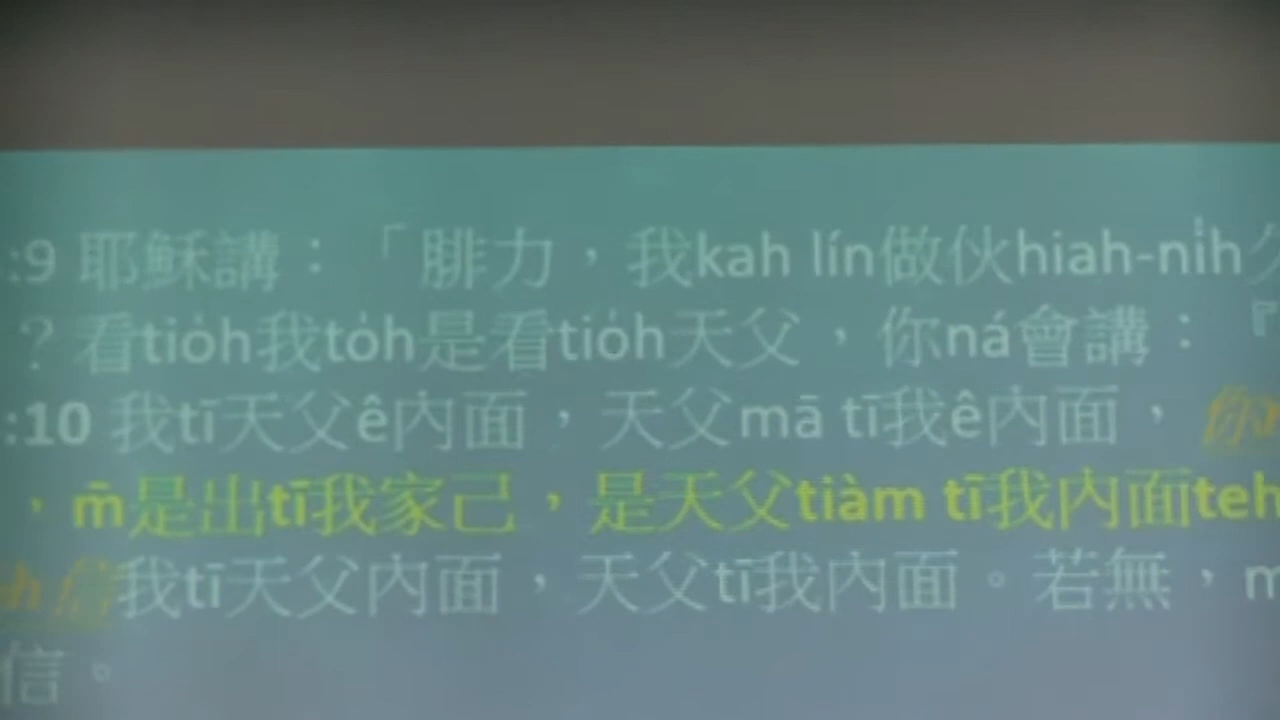 :9 耶穌講：「腓力，我kah lín做伙hiah-ni̍h久
？看tio̍h我to̍h是看tio̍h天父，你ná會講：『
:10 我tī天父ê內面，天父mā tī我ê內面，你
，m̄是出tī我家己，是天父tiàm tī我內面teh
h信我tī天父內面，天父tī我內面。若無，m
信。